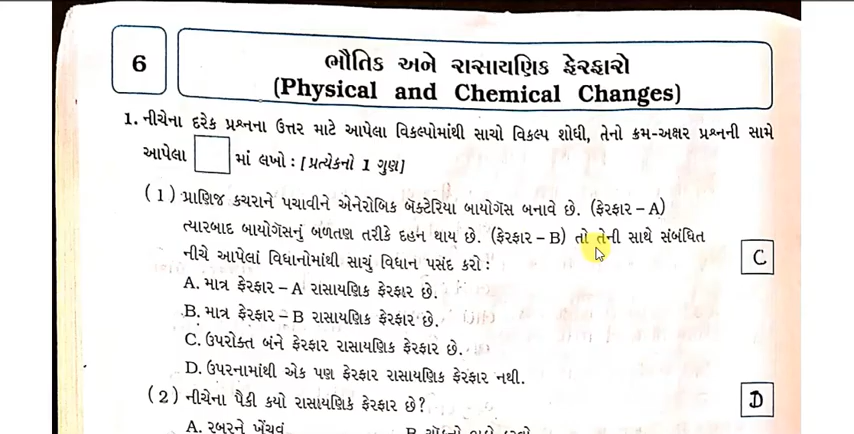 6
ભૌતિક અને રાસાયણિક ફેરફારો
(Physical and Chemical Changes)
1. નીચેના દરેક પ્રશ્નના ઉત્તર માટે આપેલા વિકલ્પોમાંથી સાચો વિકલ્પ શોધી, તેનો ક્રમ-અક્ષર પ્રશ્નની સામે
આપેલા માં લખો : [પ્રત્યેકનો 1 ગુણ]
(1) પ્રાણિજ કચરાને પચાવીને એનેરોબિક બૅક્ટેરિયા બાયોગૅસ બનાવે છે. (ફેરફાર – A)
ત્યારબાદ બાયોગૅસનું બળતણ તરીકે દહન થાય છે. (ફેરફાર – B) તો તેની સાથે સંબંધિત
નીચે આપેલાં વિધાનોમાંથી સાચું વિધાન પસંદ કરો :
C
A. માત્ર ફેરફાર – A રાસાયણિક ફેરફાર છે.
B. માત્ર ફેરફાર – B રાસાયણિક ફેરફાર છે.
C. ઉપરોક્ત બંને ફેરફાર રાસાયણિક ફેરફાર છે.
D. ઉપરનામાંથી એક પણ ફેરફાર રાસાયણિક ફેરફાર નથી.
(2) નીચેના પૈકી કયો રાસાયણિક ફેરફાર છે?
D
A. રબરને ખેંચવું